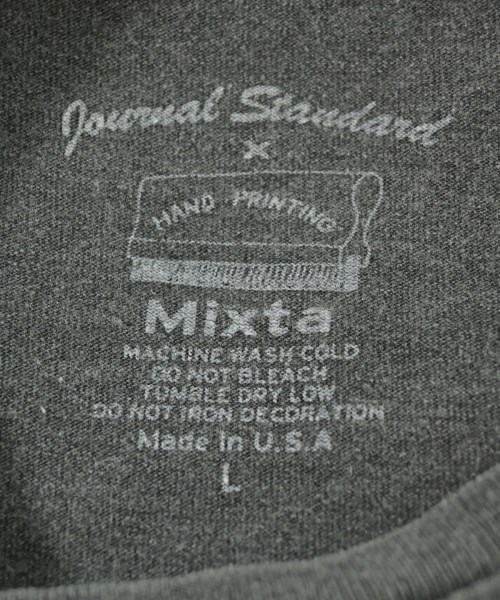 Journal Standard
×
HAND PRINTING
Mixta
MACHINE WASH COLD
DO NOT BLEACH
TUMBLE DRY LOW
DO NOT IRON DECORATION
Made in U.S.A
L